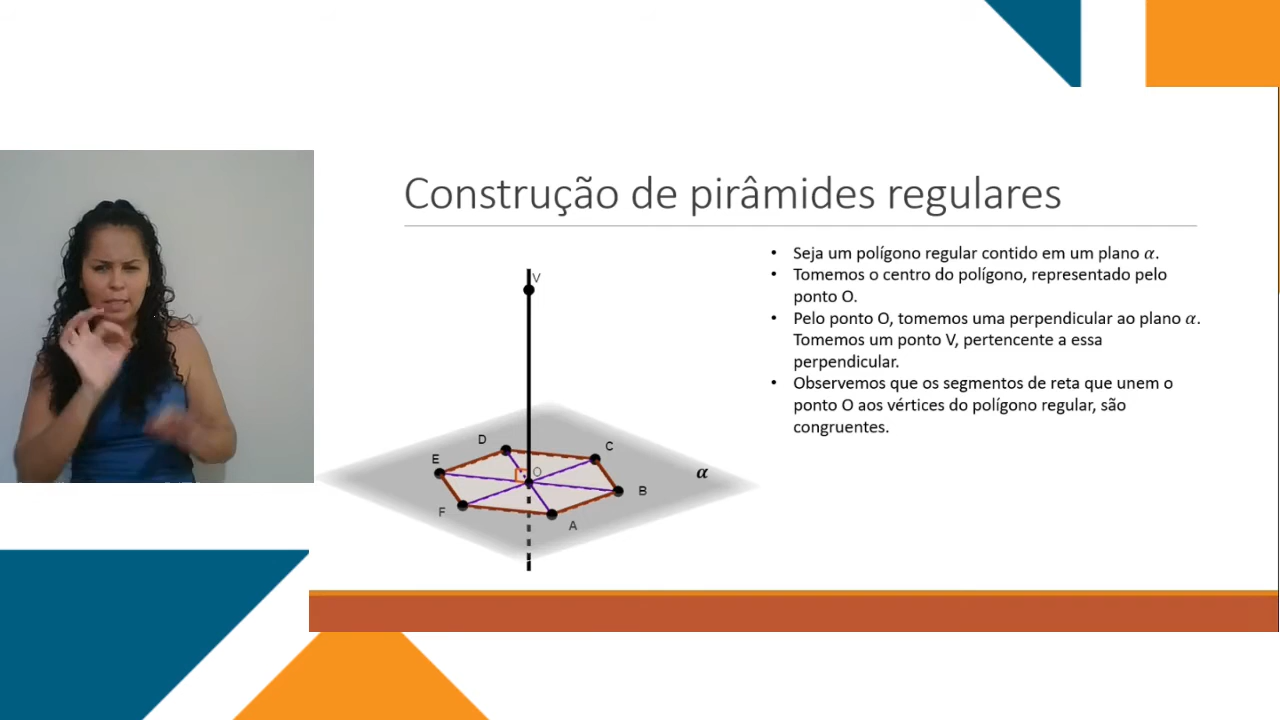 Construção de pirâmides regulares
• Seja um polígono regular contido em um plano α.
• Tomemos o centro do polígono, representado pelo
ponto O.
• Pelo ponto O, tomemos uma perpendicular ao plano α.
Tomemos um ponto V, pertencente a essa
perpendicular.
• Observemos que os segmentos de reta que unem o
ponto O aos vértices do polígono regular, são
congruentes.
V
D
C
E
O
α
B
F
A